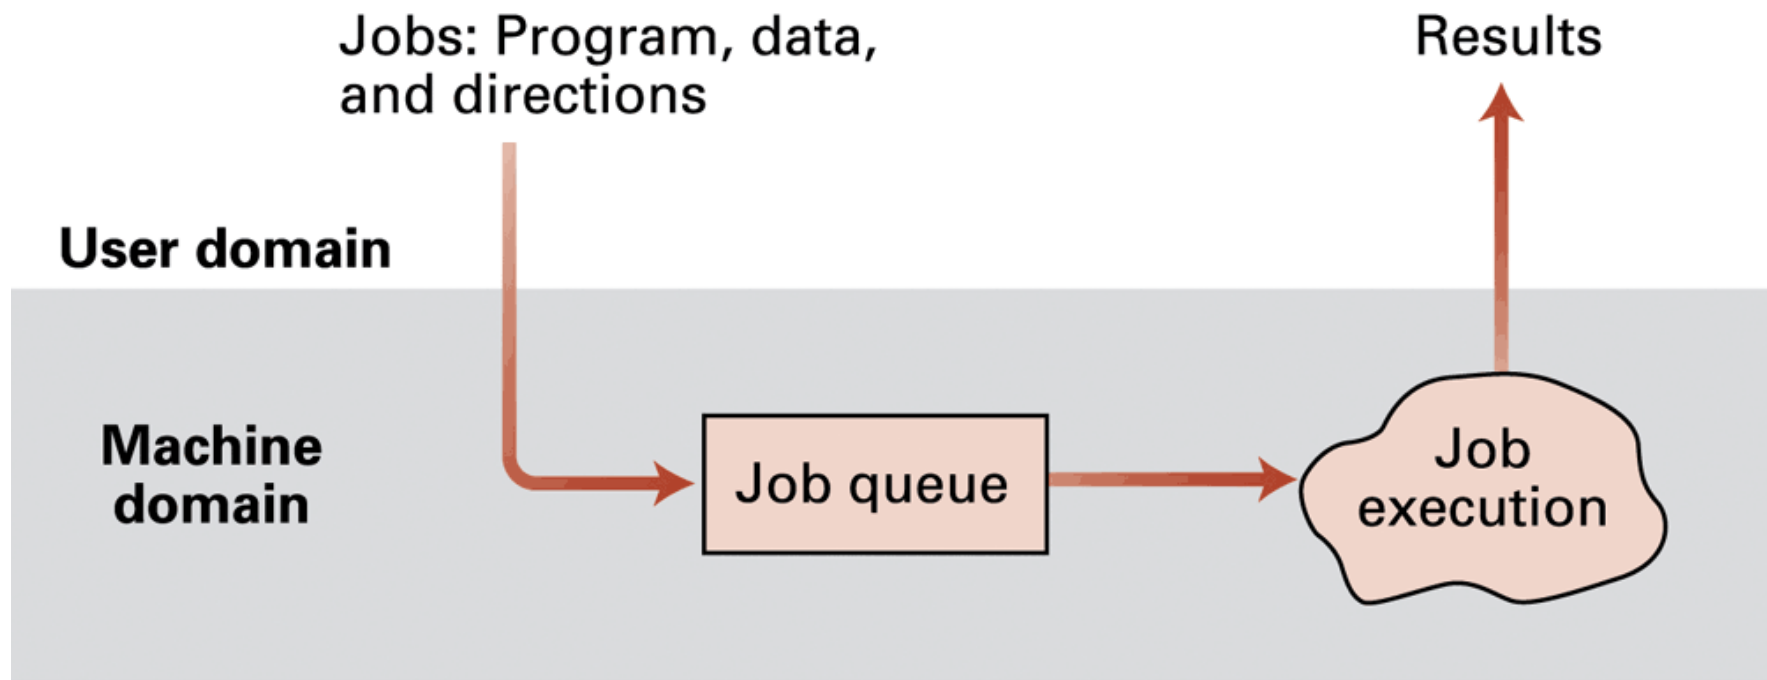 Jobs: Program, data,
and directions
Results
User domain
Machine
domain
Job queue
Job
execution